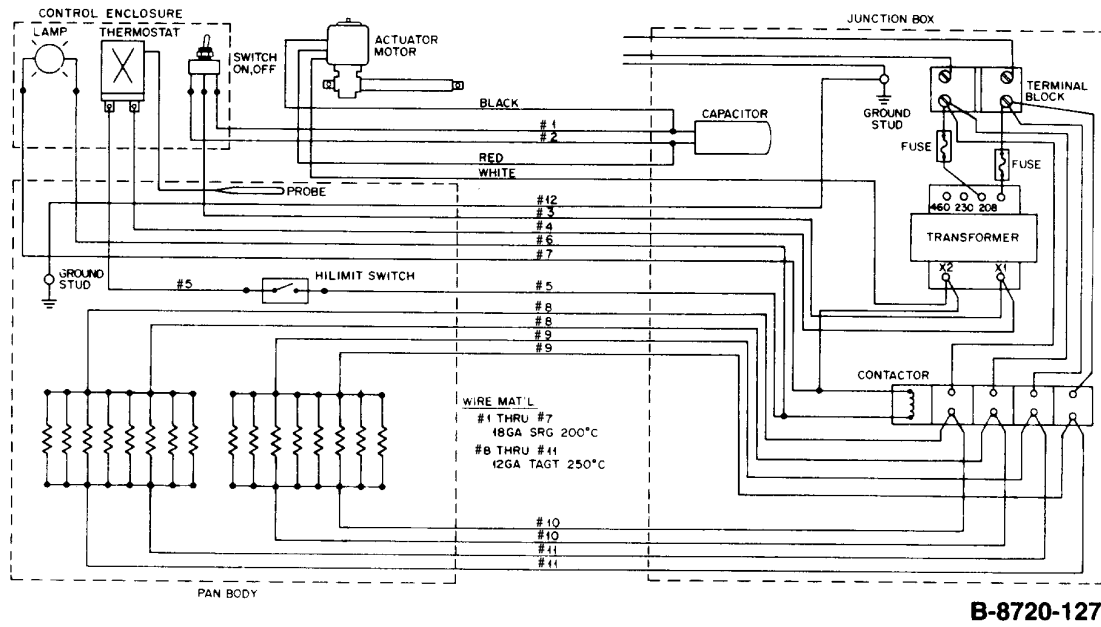 CONTROL ENCLOSURE
LAMP
THERMOSTAT
SWITCH
ON,OFF
ACTUATOR
MOTOR
JUNCTION BOX
TERMINAL
BLOCK
GROUND
STUD
BLACK
CAPACITOR
#1
#2
FUSE
FUSE
RED
WHITE
PROBE
#12
#3
#4
#6
#7
460 230 208
TRANSFORMER
X2
X1
GROUND
STUD
#5
HILIMIT SWITCH
#5
#8
#8
#9
#9
CONTACTOR
WIRE MAT'L
#1 THRU #7
18GA SRG 200°C
#8 THRU #11
12GA TAGT 250°C
#10
#10
#11
#11
PAN BODY
B-8720-127